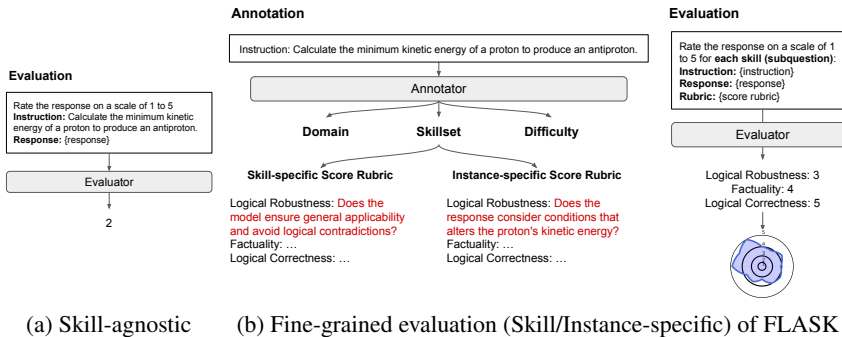 Evaluation
Rate the response on a scale of 1 to 5
Instruction: Calculate the minimum kinetic
energy of a proton to produce an antiproton.
Response: {response}
Evaluator
2
(a) Skill-agnostic
Annotation
Instruction: Calculate the minimum kinetic energy of a proton to produce an antiproton.
Annotator
Domain
Skillset
Difficulty
Skill-specific Score Rubric
Logical Robustness: Does the
model ensure general applicability
and avoid logical contradictions?
Factuality: …
Logical Correctness: …
Instance-specific Score Rubric
Logical Robustness: Does the
response consider conditions that
alters the proton's kinetic energy?
Factuality: …
Logical Correctness: …
Evaluation
Rate the response on a scale of 1
to 5 for each skill (subquestion):
Instruction: {instruction}
Response: {response}
Rubric: {score rubric}
Evaluator
Logical Robustness: 3
Factuality: 4
Logical Correctness: 5
5
4
(b) Fine-grained evaluation (Skill/Instance-specific) of FLASK